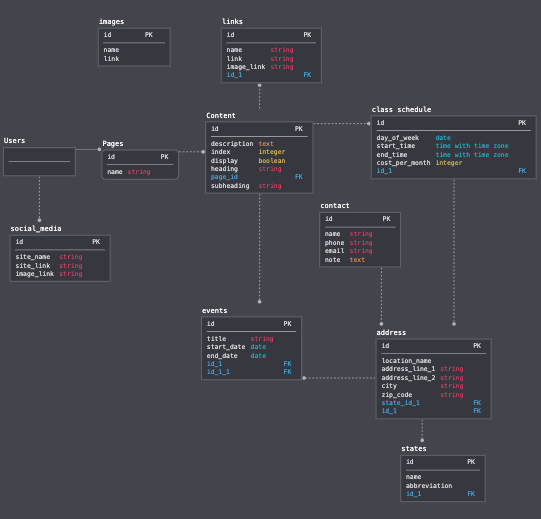 images
id PK
name
link
links
id PK
name string
link string
image_link string
id_1 FK
Content
id PK
description text
index integer
display boolean
heading string
page_id FK
subheading string
class schedule
id PK
day_of_week date
start_time time with time zone
end_time time with time zone
cost_per_month integer
id_1 FK
Users
Pages
id PK
name string
social_media
id PK
site_name string
site_link string
image_link string
contact
id PK
name string
phone string
email string
note text
events
id PK
title string
start_date date
end_date date
id_1 FK
id_1_1 FK
address
id PK
location_name
address_line_1 string
address_line_2 string
city string
zip_code string
state_id_1 FK
id_1 FK
states
id PK
name
abbreviation
id_1 FK